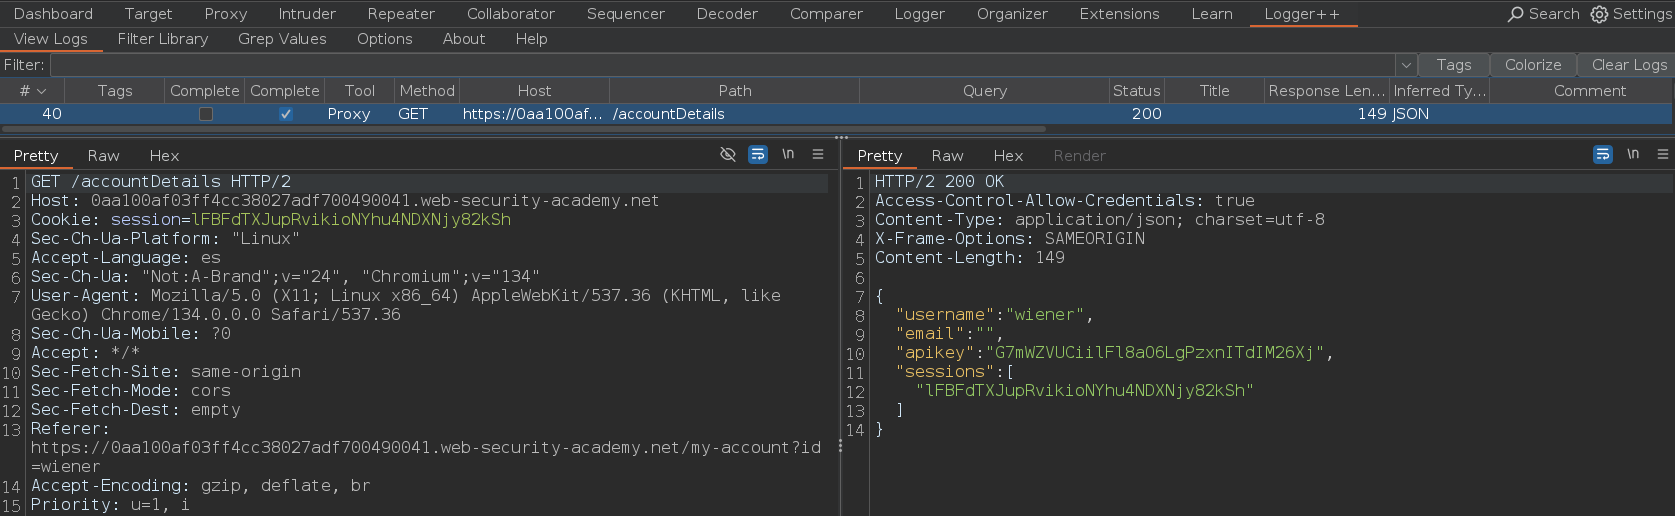 Dashboard Target Proxy Intruder Repeater Collaborator Sequencer Decoder Comparer Logger Organizer Extensions Learn Logger++ Search Settings
View Logs Filter Library Grep Values Options About Help
Filter: Tags Colorize Clear Logs
# Tags Complete Complete Tool Method Host Path Query Status Title Response Len... Inferred Ty... Comment
40 Proxy GET https://0aa100af... /accountDetails 200 149 JSON
Pretty Raw Hex \n
1 GET /accountDetails HTTP/2
2 Host: 0aa100af03ff4cc38027adf700490041.web-security-academy.net
3 Cookie: session=lFBFdTXJupRvikioNYhu4NDXNjy82kSh
4 Sec-Ch-Ua-Platform: "Linux"
5 Accept-Language: es
6 Sec-Ch-Ua: "Not:A-Brand";v="24", "Chromium";v="134"
7 User-Agent: Mozilla/5.0 (X11; Linux x86_64) AppleWebKit/537.36 (KHTML, like
Gecko) Chrome/134.0.0.0 Safari/537.36
8 Sec-Ch-Ua-Mobile: ?0
9 Accept: */*
10 Sec-Fetch-Site: same-origin
11 Sec-Fetch-Mode: cors
12 Sec-Fetch-Dest: empty
13 Referer:
https://0aa100af03ff4cc38027adf700490041.web-security-academy.net/my-account?id
=wiener
14 Accept-Encoding: gzip, deflate, br
15 Priority: u=1, i
Pretty Raw Hex Render \n
1 HTTP/2 200 OK
2 Access-Control-Allow-Credentials: true
3 Content-Type: application/json; charset=utf-8
4 X-Frame-Options: SAMEORIGIN
5 Content-Length: 149
6
7 {
8 "username":"wiener",
9 "email":"",
10 "apikey":"G7mWZVUCiilFl8aO6LgPzxnITdIM26Xj",
11 "sessions":[
12 "lFBFdTXJupRvikioNYhu4NDXNjy82kSh"
13 ]
14 }